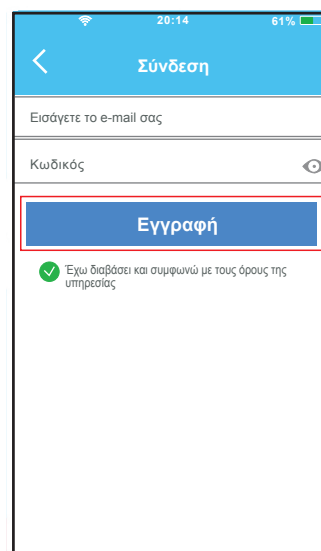 20:14 61%
Σύνδεση
Εισάγετε το e-mail σας
Κωδικός
Εγγραφή
Έχω διαβάσει και συμφωνώ με τους όρους της
υπηρεσίας